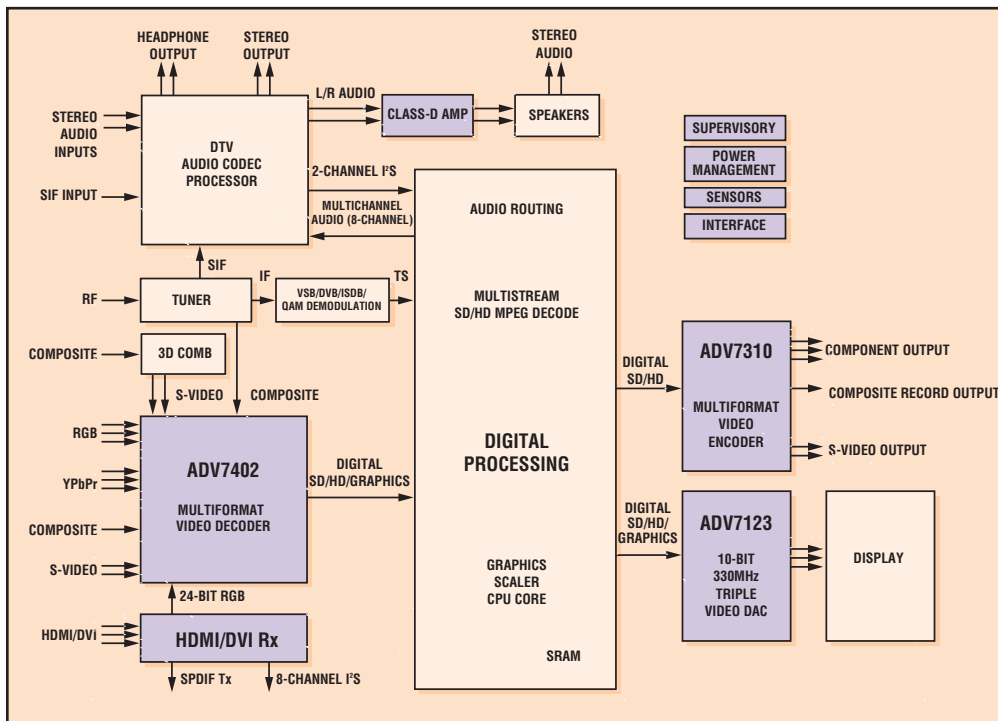 HEADPHONE
OUTPUT
STEREO
OUTPUT
STEREO
AUDIO
L/R AUDIO
CLASS-D AMP
SPEAKERS
STEREO
AUDIO
INPUTS
DTV
AUDIO CODEC
PROCESSOR
SIF INPUT
2-CHANNEL I²S
MULTICHANNEL
AUDIO (8-CHANNEL)
AUDIO ROUTING
SUPERVISORY
POWER
MANAGEMENT
SENSORS
INTERFACE
SIF
IF
TS
RF
TUNER
VSB/DVB/ISDB/
QAM DEMODULATION
MULTISTREAM
SD/HD MPEG DECODE
COMPOSITE
3D COMB
S-VIDEO
COMPOSITE
DIGITAL
SD/HD
ADV7310
MULTIFORMAT
VIDEO
ENCODER
COMPONENT OUTPUT
COMPOSITE RECORD OUTPUT
S-VIDEO OUTPUT
RGB
YPbPr
COMPOSITE
S-VIDEO
ADV7402
MULTIFORMAT
VIDEO DECODER
DIGITAL
SD/HD/GRAPHICS
DIGITAL
PROCESSING
DIGITAL
SD/HD/
GRAPHICS
ADV7123
10-BIT
330MHz
TRIPLE
VIDEO DAC
DISPLAY
GRAPHICS
SCALER
CPU CORE
24-BIT RGB
HDMI/DVi
HDMI/DVI Rx
SRAM
SPDIF Tx
8-CHANNEL I²S